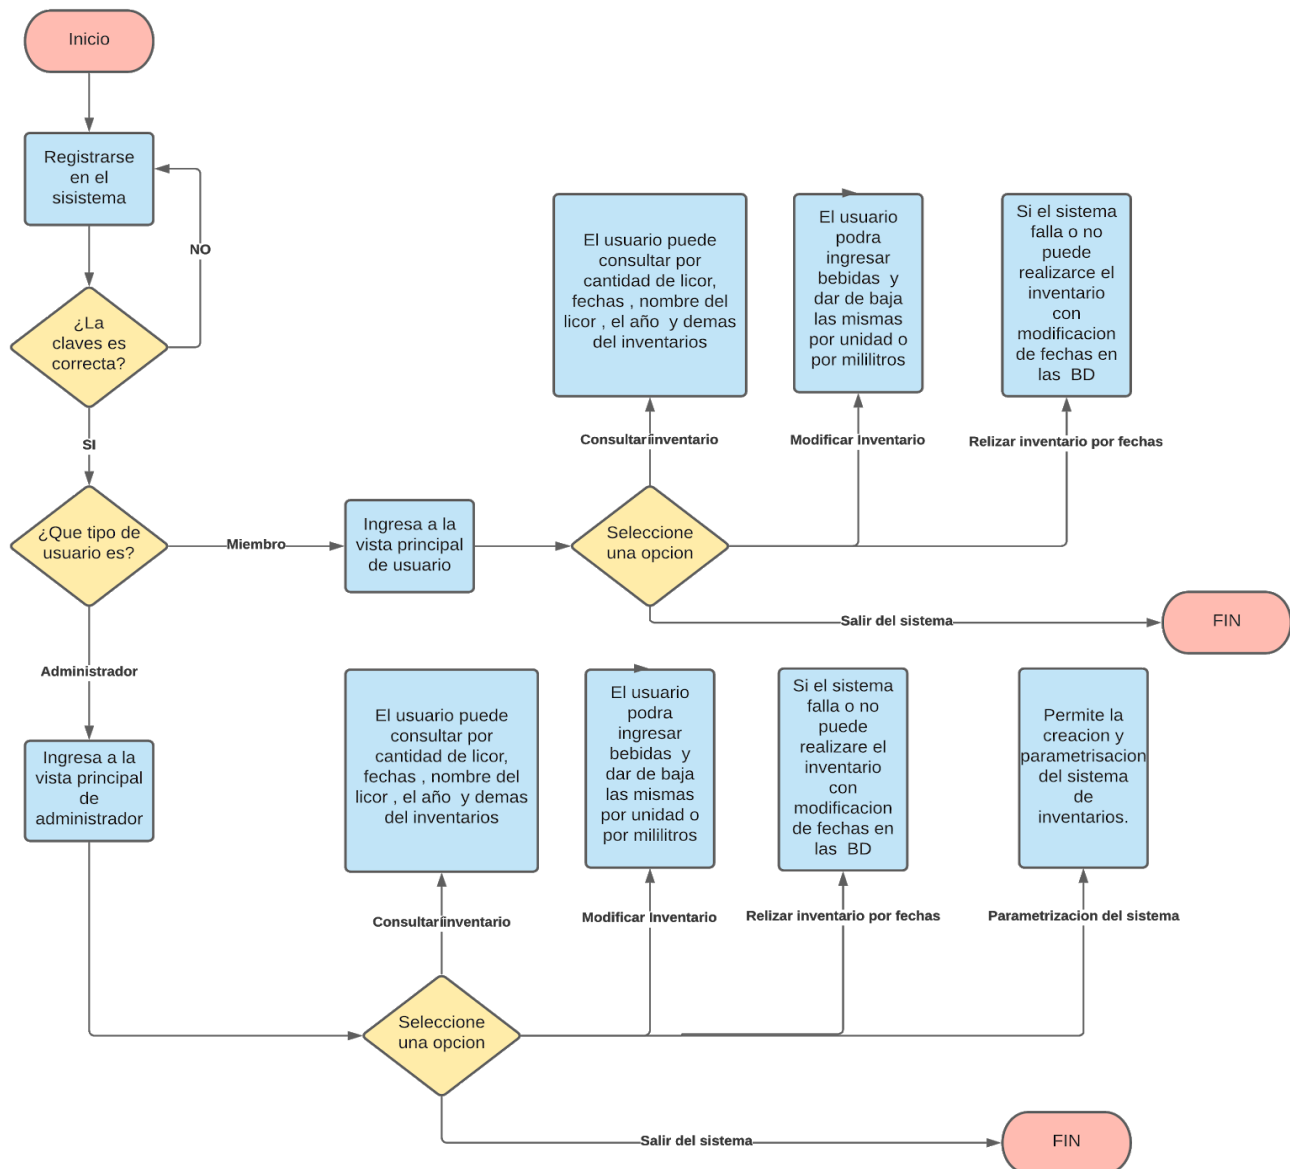 Inicio
Registrarse
en el
sisistema
NO
¿La
claves es
correcta?
SI
¿Que tipo de
usuario es?
Miembro
Ingresa a la
vista principal
de usuario
Seleccione
una opcion
Consultar inventario
El usuario puede
consultar por
cantidad de licor,
fechas , nombre del
licor , el año y demas
del inventarios
Modificar Inventario
El usuario
podra
ingresar
bebidas y
dar de baja
las mismas
por unidad o
por mililitros
Relizar inventario por fechas
Si el sistema
falla o no
puede
realizarce el
inventario
con
modificacion
de fechas en
las BD
Salir del sistema
FIN
Administrador
Ingresa a la
vista principal
de
administrador
Seleccione
una opcion
Consultar inventario
El usuario puede
consultar por
cantidad de licor,
fechas , nombre del
licor , el año y demas
del inventarios
Modificar Inventario
El usuario
podra
ingresar
bebidas y
dar de baja
las mismas
por unidad o
por mililitros
Relizar inventario por fechas
Si el sistema
falla o no
puede
realizare el
inventario
con
modificacion
de fechas en
las BD
Parametrizacion del sistema
Permite la
creacion y
parametrisacion
del sistema
de
inventarios.
Salir del sistema
FIN